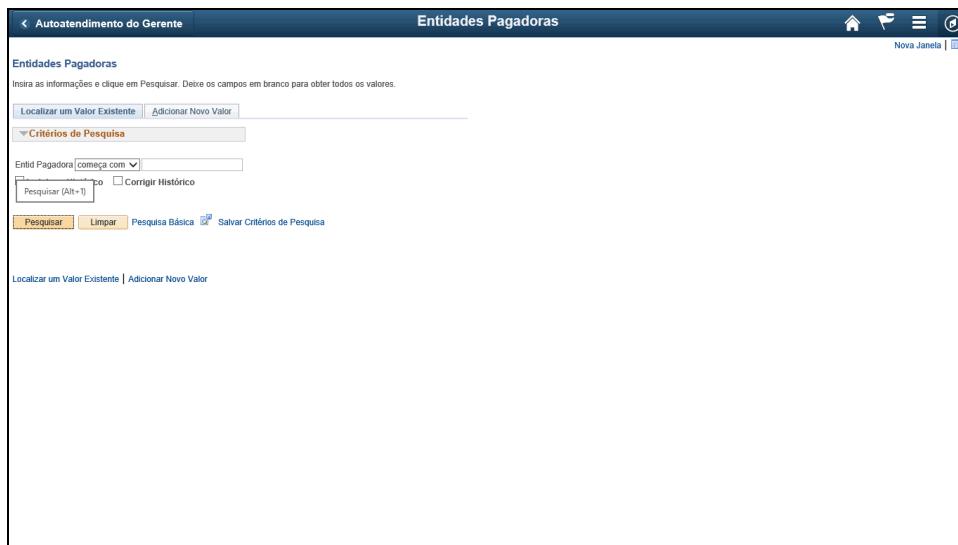 Autoatendimento do Gerente
Entidades Pagadoras
Nova Janela |
Entidades Pagadoras
Insira as informações e clique em Pesquisar. Deixe os campos em branco para obter todos os valores.
Localizar um Valor Existente Adicionar Novo Valor
Critérios de Pesquisa
Entid Pagadora começa com
Corrigir Histórico
Pesquisar (Alt+1)
Pesquisar Limpar Pesquisa Básica Salvar Critérios de Pesquisa
Localizar um Valor Existente | Adicionar Novo Valor